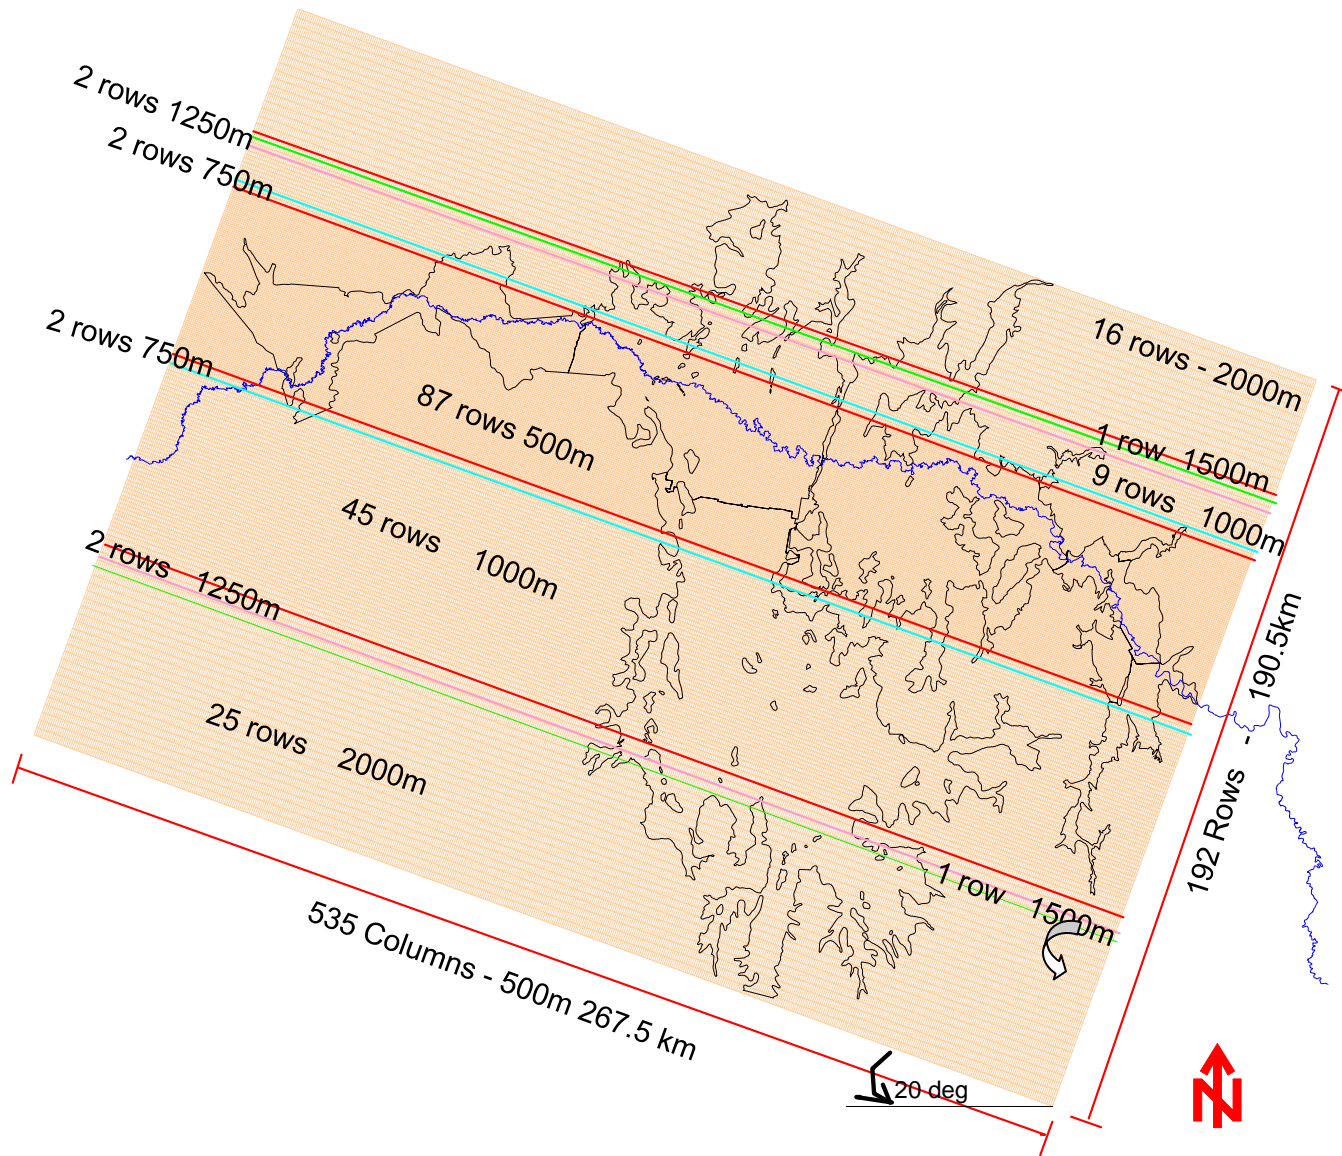 2 rows 1250m
2 rows 750m
16 rows - 2000m
2 rows 750m
87 rows 500m
1 row 1500m
9 rows 1000m
45 rows 1000m
2 rows 1250m
25 rows 2000m
192 Rows - 190.5km
1 row 1500m
535 Columns - 500m 267.5 km
20 deg
N